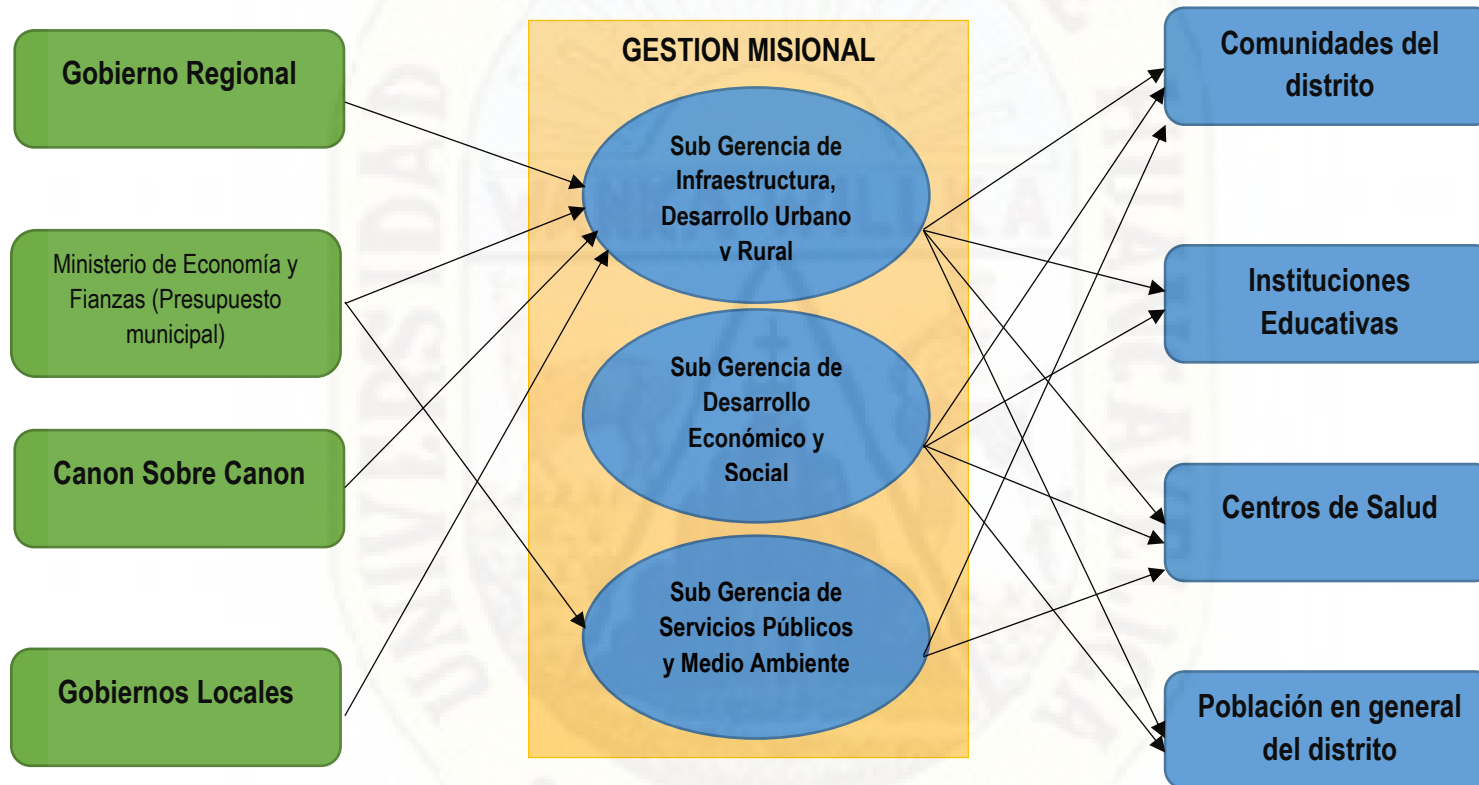 Gobierno Regional
Ministerio de Economía y
Fianzas (Presupuesto
municipal)
Canon Sobre Canon
Gobiernos Locales
GESTION MISIONAL
Sub Gerencia de
Infraestructura,
Desarrollo Urbano
y Rural
Sub Gerencia de
Desarrollo
Económico y
Social
Sub Gerencia de
Servicios Públicos
y Medio Ambiente
Comunidades del
distrito
Instituciones
Educativas
Centros de Salud
Población en general
del distrito
UNIVERSIDAD